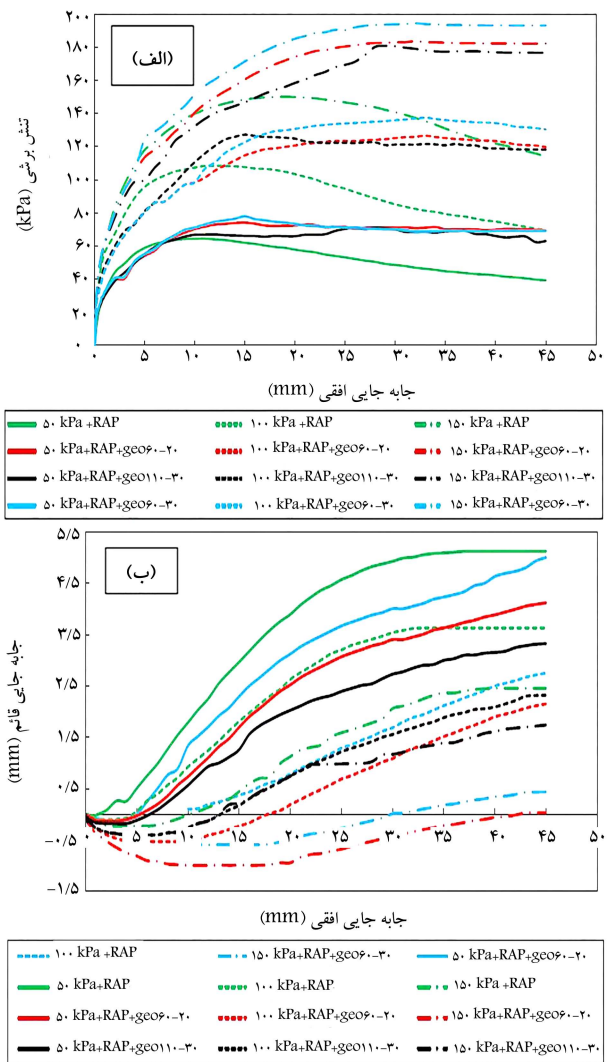 (الف)
تنش برشی (kPa)
۲۰۰
۱۸۰
۱۶۰
۱۴۰
۱۲۰
۱۰۰
۸۰
۶۰
۴۰
۲۰
۰
۰ ۵ ۱۰ ۱۵ ۲۰ ۲۵ ۳۰ ۳۵ ۴۰ ۴۵ ۵۰
جابه جایی افقی (mm)
۵۰ kPa +RAP ۱۰۰ kPa +RAP ۱۵۰ kPa +RAP
۵۰ kPa+RAP+geo۶۰-۲۰ ۱۰۰ kPa+RAP+geo۶۰-۲۰ ۱۵۰ kPa+RAP+geo۶۰-۲۰
۵۰ kPa+RAP+geo۱۱۰-۳۰ ۱۰۰ kPa+RAP+geo۱۱۰-۳۰ ۱۵۰ kPa+RAP+geo۱۱۰-۳۰
۵۰ kPa+RAP+geo۶۰-۳۰ ۱۰۰ kPa+RAP+geo۶۰-۳۰ ۱۵۰ kPa+RAP+geo۶۰-۳۰
(ب)
جابه جایی قائم (mm)
۵/۵
۴/۵
۳/۵
۲/۵
۱/۵
۰/۵
-۰/۵
-۱/۵
۰ ۵ ۱۰ ۱۵ ۲۰ ۲۵ ۳۰ ۳۵ ۴۰ ۴۵
جابه جایی افقی (mm)
۱۰۰ kPa +RAP ۱۵۰ kPa+RAP+geo۶۰-۳۰ ۵۰ kPa+RAP+geo۶۰-۲۰
۵۰ kPa+RAP ۱۰۰ kPa+RAP ۱۵۰ kPa +RAP
۵۰ kPa+RAP+geo۶۰-۲۰ ۱۰۰ kPa+RAP+geo۶۰-۲۰ ۱۵۰ kPa+RAP+geo۶۰-۲۰
۵۰ kPa+RAP+geo۱۱۰-۳۰ ۱۰۰ kPa+RAP+geo۱۱۰-۳۰ ۱۵۰ kPa+RAP+geo۱۱۰-۳۰